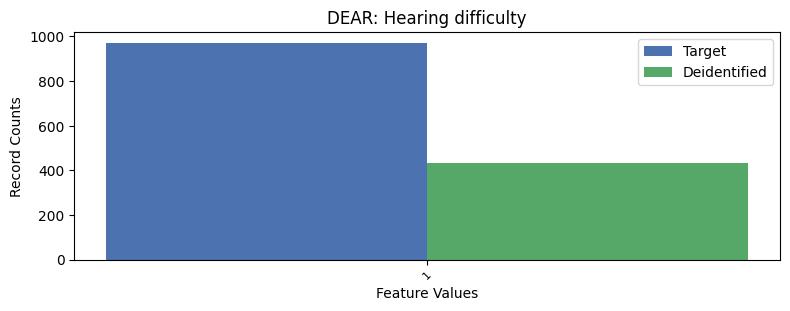 DEAR: Hearing difficulty
Record Counts
1000
800
600
400
200
0
Target
Deidentified
1
Feature Values